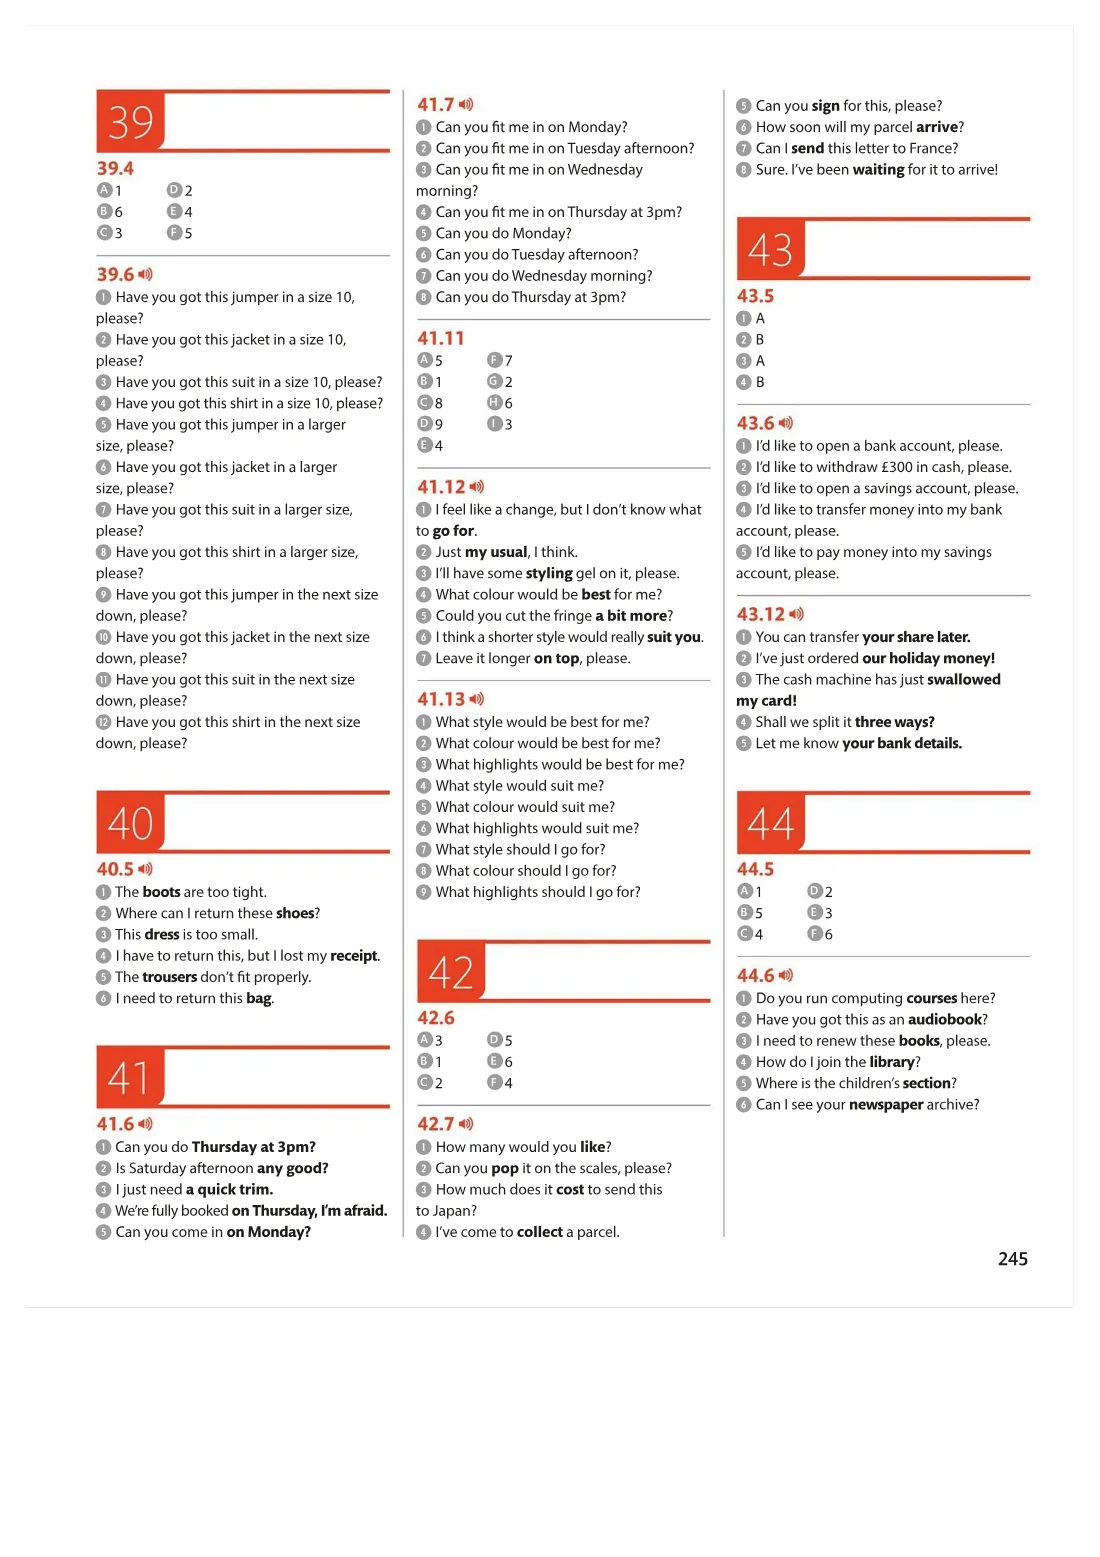 39
39.4
A 1 D 2
B 6 E 4
C 3 F 5
39.6
1 Have you got this jumper in a size 10,
please?
2 Have you got this jacket in a size 10,
please?
3 Have you got this suit in a size 10, please?
4 Have you got this shirt in a size 10, please?
5 Have you got this jumper in a larger
size, please?
6 Have you got this jacket in a larger
size, please?
7 Have you got this suit in a larger size,
please?
8 Have you got this shirt in a larger size,
please?
9 Have you got this jumper in the next size
down, please?
10 Have you got this jacket in the next size
down, please?
11 Have you got this suit in the next size
down, please?
12 Have you got this shirt in the next size
down, please?
40
40.5
1 The boots are too tight.
2 Where can I return these shoes?
3 This dress is too small.
4 I have to return this, but I lost my receipt.
5 The trousers don't fit properly.
6 I need to return this bag.
41
41.6
1 Can you do Thursday at 3pm?
2 Is Saturday afternoon any good?
3 I just need a quick trim.
4 We're fully booked on Thursday, I'm afraid.
5 Can you come in on Monday?
41.7
1 Can you fit me in on Monday?
2 Can you fit me in on Tuesday afternoon?
3 Can you fit me in on Wednesday
morning?
4 Can you fit me in on Thursday at 3pm?
5 Can you do Monday?
6 Can you do Tuesday afternoon?
7 Can you do Wednesday morning?
8 Can you do Thursday at 3pm?
41.11
A 5 F 7
B 1 G 2
C 8 H 6
D 9 I 3
E 4
41.12
1 I feel like a change, but I don't know what
to go for.
2 Just my usual, I think.
3 I'll have some styling gel on it, please.
4 What colour would be best for me?
5 Could you cut the fringe a bit more?
6 I think a shorter style would really suit you.
7 Leave it longer on top, please.
41.13
1 What style would be best for me?
2 What colour would be best for me?
3 What highlights would be best for me?
4 What style would suit me?
5 What colour would suit me?
6 What highlights would suit me?
7 What style should I go for?
8 What colour should I go for?
9 What highlights should I go for?
42
42.6
A 3 D 5
B 1 E 6
C 2 F 4
42.7
1 How many would you like?
2 Can you pop it on the scales, please?
3 How much does it cost to send this
to Japan?
4 I've come to collect a parcel.
5 Can you sign for this, please?
6 How soon will my parcel arrive?
7 Can I send this letter to France?
8 Sure. I've been waiting for it to arrive!
43
43.5
1 A
2 B
3 A
4 B
43.6
1 I'd like to open a bank account, please.
2 I'd like to withdraw £300 in cash, please.
3 I'd like to open a savings account, please.
4 I'd like to transfer money into my bank
account, please.
5 I'd like to pay money into my savings
account, please.
43.12
1 You can transfer your share later.
2 I've just ordered our holiday money!
3 The cash machine has just swallowed
my card!
4 Shall we split it three ways?
5 Let me know your bank details.
44
44.5
A 1 D 2
B 5 E 3
C 4 F 6
44.6
1 Do you run computing courses here?
2 Have you got this as an audiobook?
3 I need to renew these books, please.
4 How do I join the library?
5 Where is the children's section?
6 Can I see your newspaper archive?
245